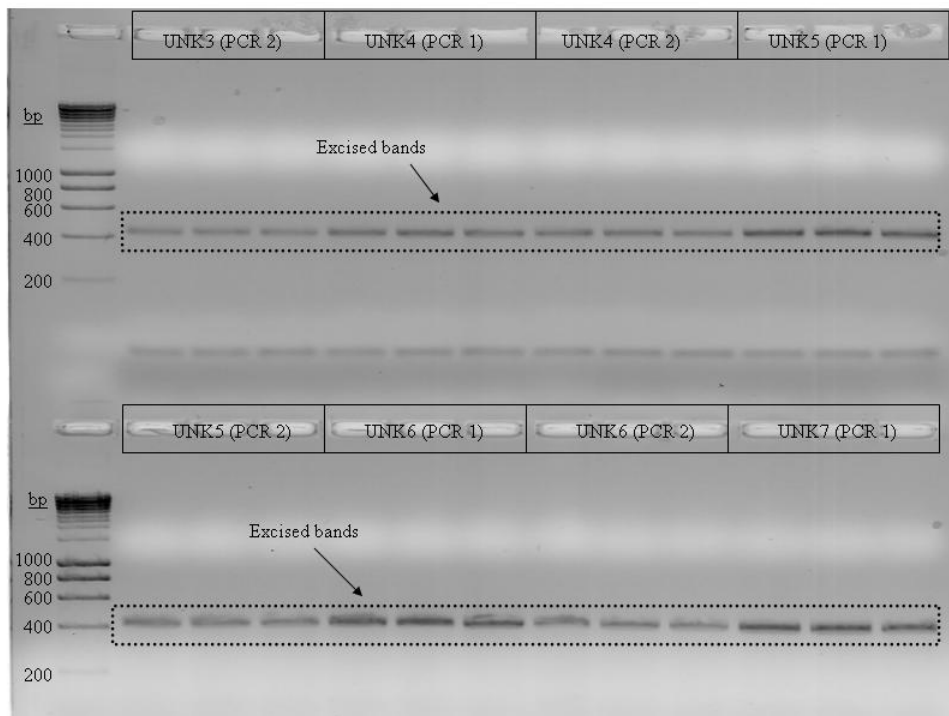 UNK3 (PCR 2) UNK4 (PCR 1) UNK4 (PCR 2) UNK5 (PCR 1)
bp
Excised bands
1000
800
600
400
200
UNK5 (PCR 2) UNK6 (PCR 1) UNK6 (PCR 2) UNK7 (PCR 1)
bp
Excised bands
1000
800
600
400
200